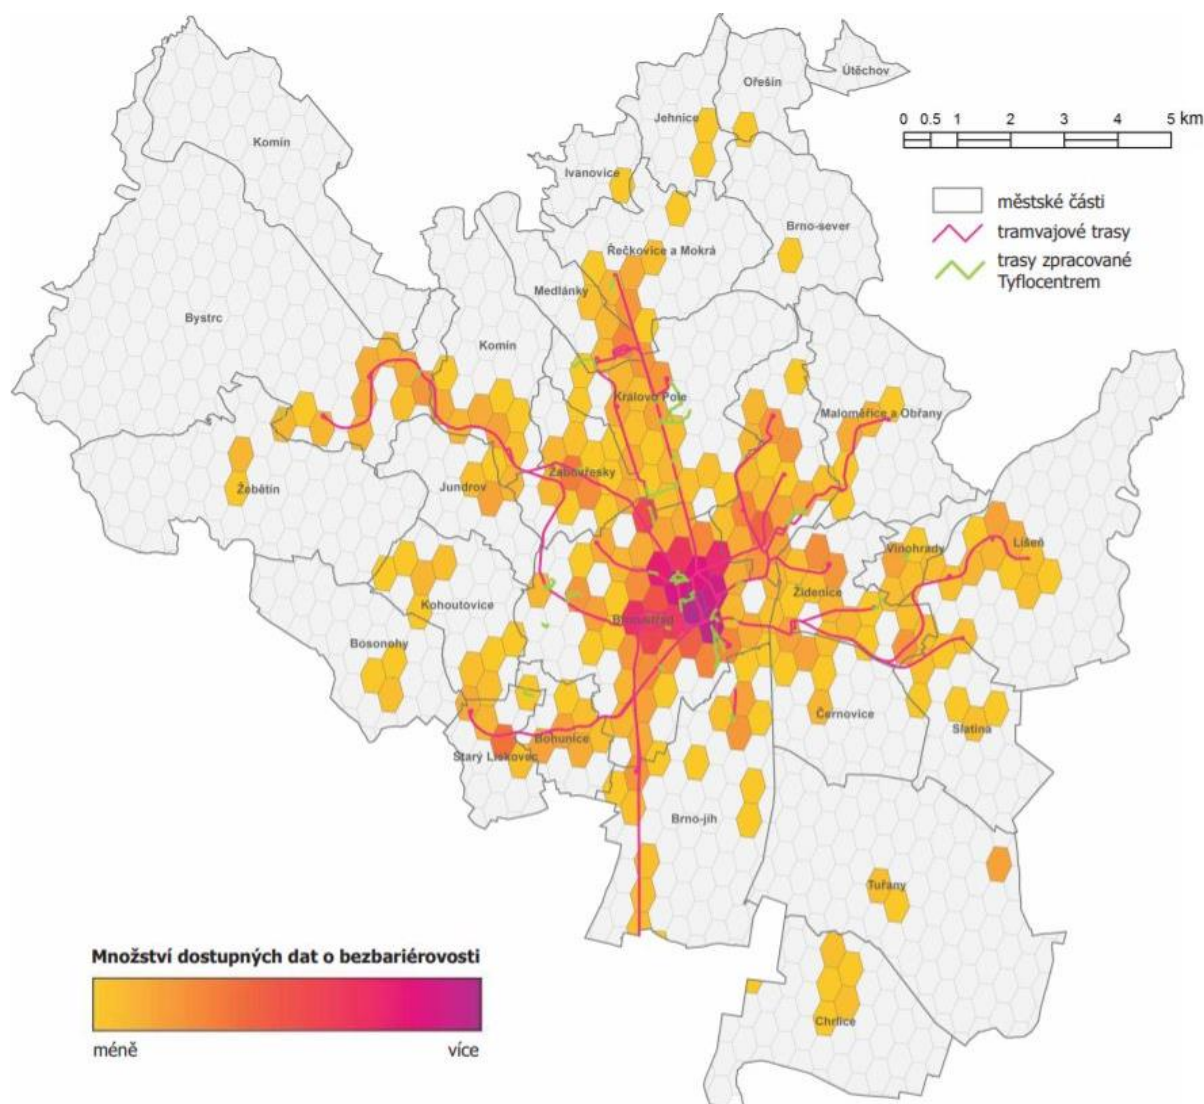 Útěchov
Ořešín
Jehnice
0 0.5 1 2 3 4 5 km
Komín
Ivanovice
městské části
Brno-sever
tramvajové trasy
Řečkovice a Mokrá
trasy zpracované
Tyflocentrem
Medlánky
Bystrc
Komín
Královo Pole
Maloměřice a Obřany
Žabovřesky
Jundrov
Žebětín
Líšeň
Vinohrady
Židenice
Kohoutovice
Brno-střed
Bosonohy
Černovice
Slatina
Bohunice
Starý Lískovec
Brno-jih
Tuřany
Množství dostupných dat o bezbariérovosti
méně
více
Chrlice